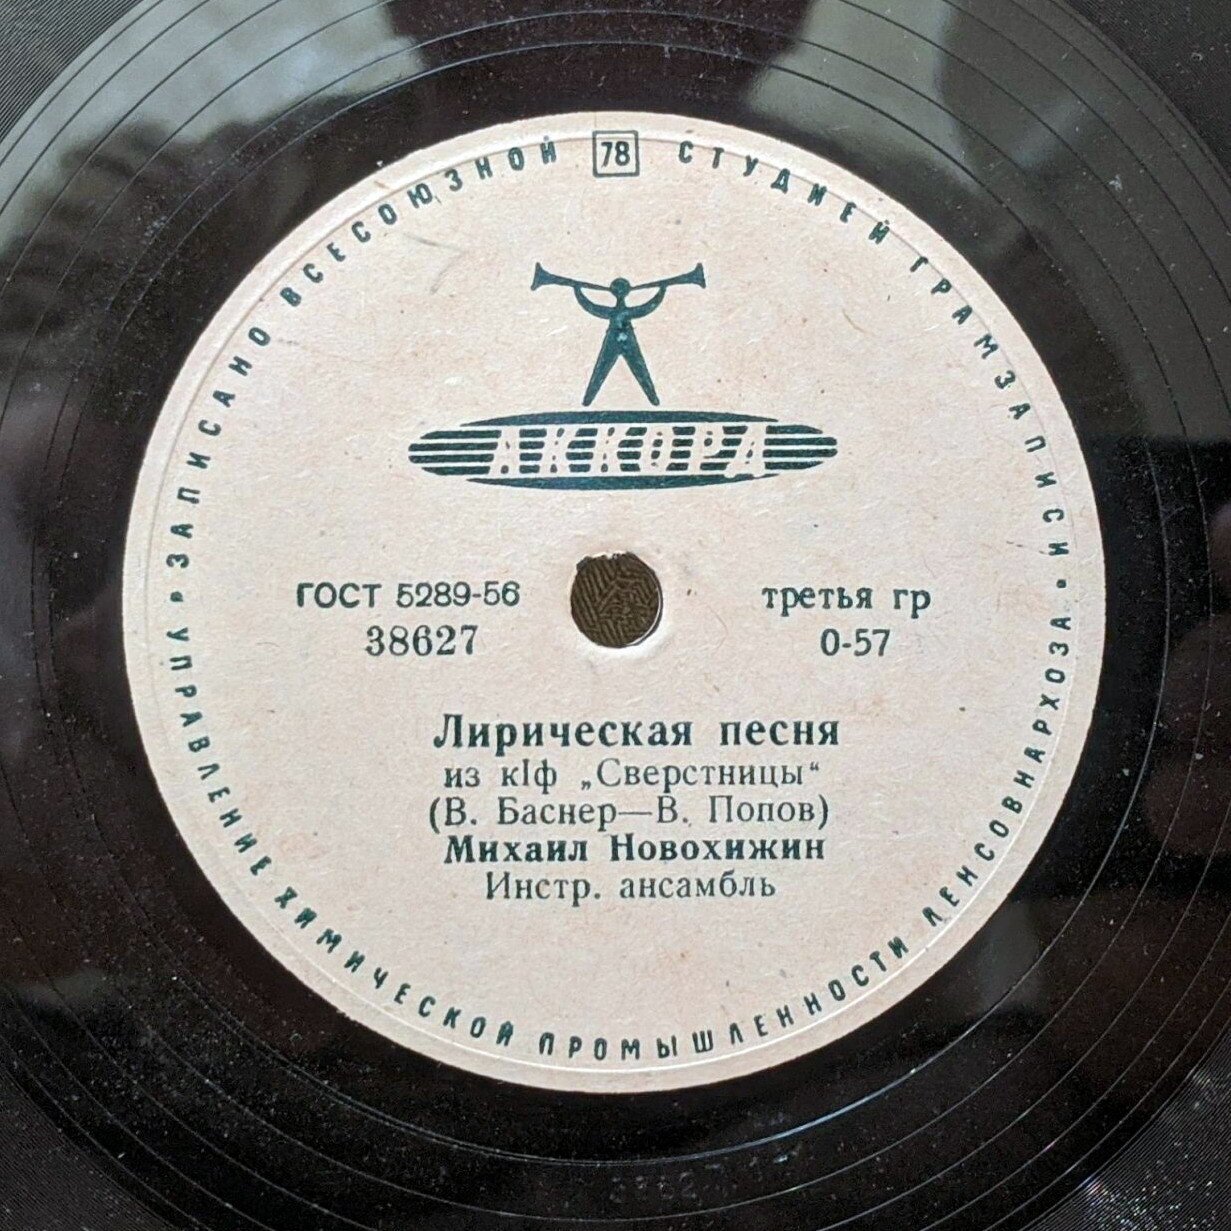 ЗАПИСАНО ВСЕСОЮЗНОЙ 78 СТУДИЕЙ ГРАМЗАПИСИ
АККОРД
ГОСТ 5289-56
38627
третья гр
0-57
Лирическая песня
из к|ф „Сверстницы“
(В. Баснер—В. Попов)
Михаил Новохижин
Инстр. ансамбль
• УПРАВЛЕНИЕ ХИМИЧЕСКОЙ ПРОМЫШЛЕННОСТИ ЛЕНСОВНАРХОЗА •